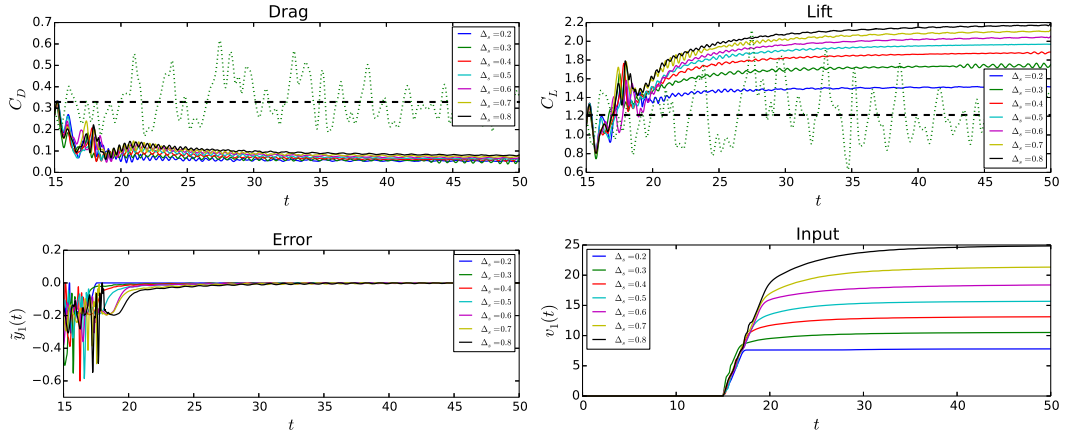 Drag
C_D
0.7
0.6
0.5
0.4
0.3
0.2
0.1
0.0
15 20 25 30 35 40 45 50
t
Δ_s = 0.2
Δ_s = 0.3
Δ_s = 0.4
Δ_s = 0.5
Δ_s = 0.6
Δ_s = 0.7
Δ_s = 0.8
Lift
C_L
2.2
2.0
1.8
1.6
1.4
1.2
1.0
0.8
0.6
15 20 25 30 35 40 45 50
t
Δ_s = 0.2
Δ_s = 0.3
Δ_s = 0.4
Δ_s = 0.5
Δ_s = 0.6
Δ_s = 0.7
Δ_s = 0.8
Error
ỹ_1(t)
0.2
0.0
−0.2
−0.4
−0.6
15 20 25 30 35 40 45 50
t
Δ_s = 0.2
Δ_s = 0.3
Δ_s = 0.4
Δ_s = 0.5
Δ_s = 0.6
Δ_s = 0.7
Δ_s = 0.8
Input
v_1(t)
25
20
15
10
5
0
0 10 20 30 40 50
t
Δ_s = 0.2
Δ_s = 0.3
Δ_s = 0.4
Δ_s = 0.5
Δ_s = 0.6
Δ_s = 0.7
Δ_s = 0.8